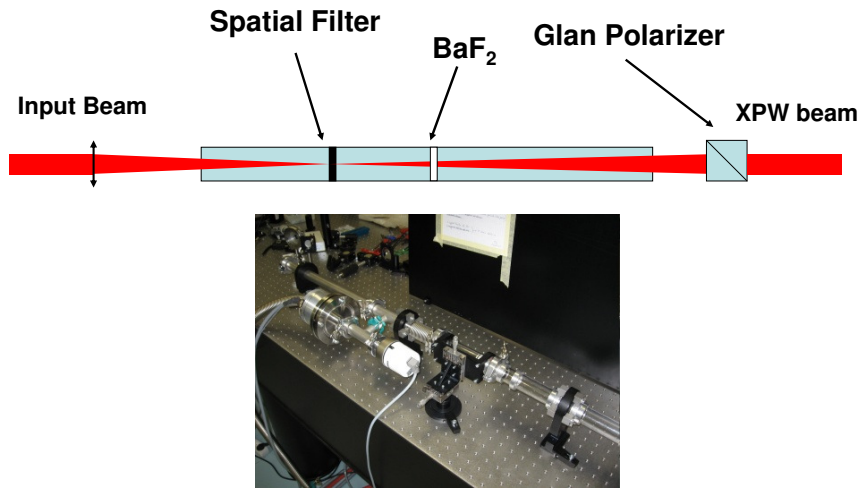 Spatial Filter
BaF₂
Glan Polarizer
Input Beam
XPW beam